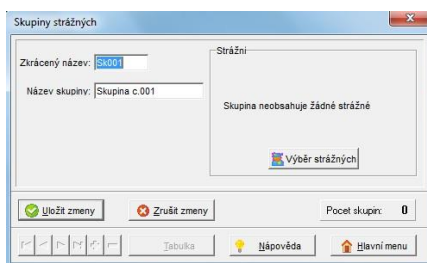 Skupiny strážných
Strážní
Zkrácený název: Sk001
Název skupiny: Skupina c.001
Skupina neobsahuje žádné strážné
Výběr strážných
Uložit zmeny
Zrušit zmeny
Pocet skupin: 0
Tabulka
Nápověda
Hlavní menu